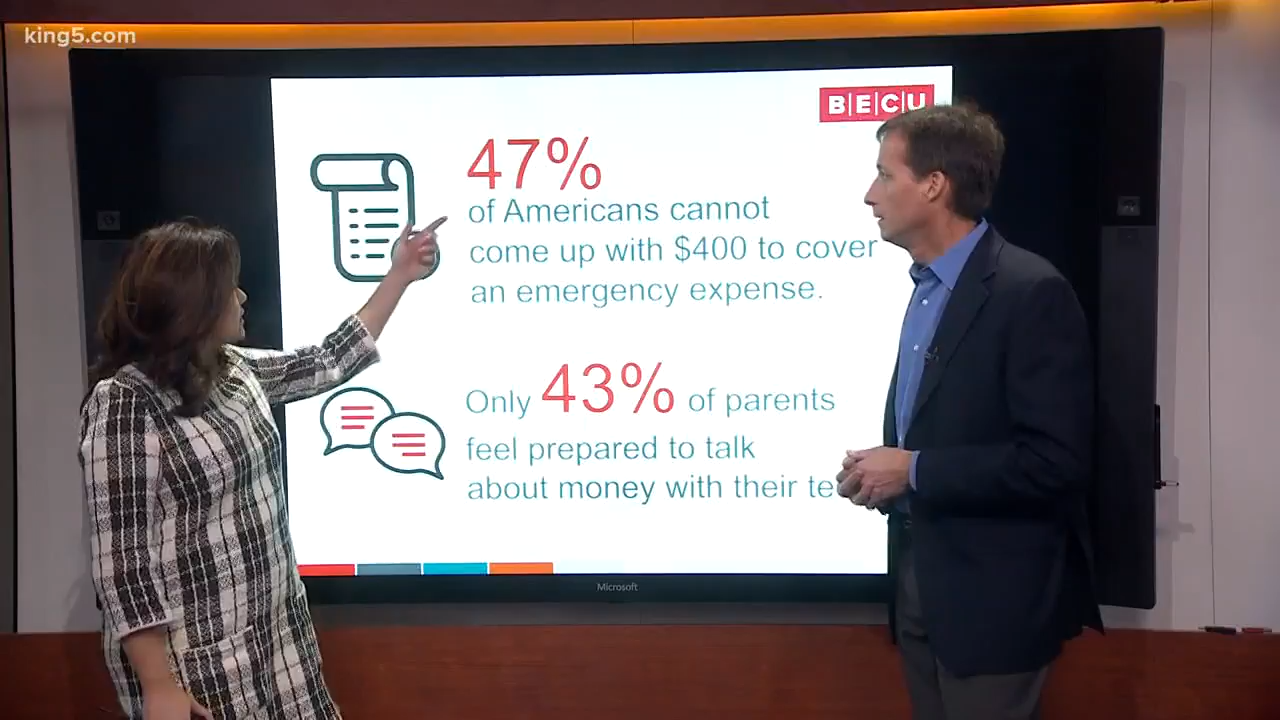 king5.com
B|E|C|U
47%
of Americans cannot
come up with $400 to cover
an emergency expense.
Only 43% of parents
feel prepared to talk
about money with their
Microsoft